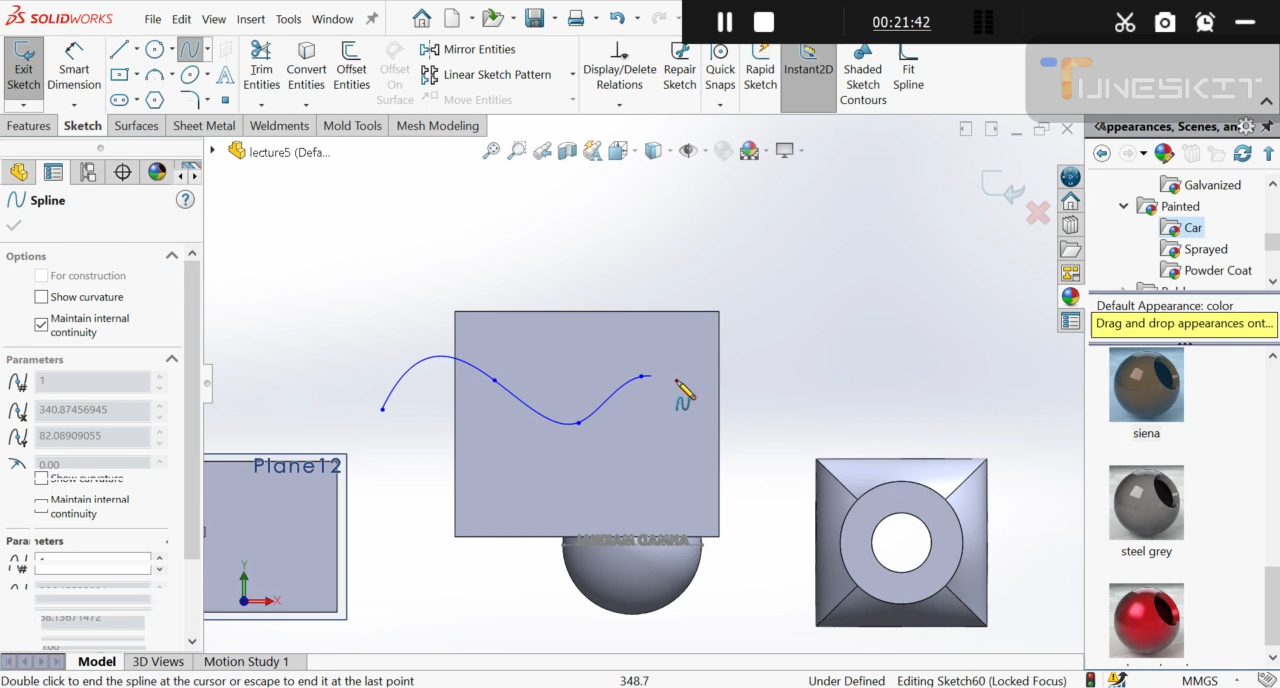 SOLIDWORKS
File Edit View Insert Tools Window
00:21:42
TUNESKIT
Exit Sketch
Smart Dimension
Trim Entities
Convert Entities
Offset Entities
Offset On Surface
Mirror Entities
Linear Sketch Pattern
Move Entities
Display/Delete Relations
Repair Sketch
Quick Snaps
Rapid Sketch
Instant2D
Shaded Sketch Contours
Fit Spline
Features Sketch Surfaces Sheet Metal Weldments Mold Tools Mesh Modeling
lecture5 (Defa...
Appearances, Scenes, an
Spline
Options
For construction
Show curvature
Maintain internal
continuity
Parameters
1
340.87456945
82.08909055
0.00
Show curvature
Maintain internal
continuity
Plane12
Y
X
Galvanized
Painted
Car
Sprayed
Powder Coat
Default Appearance: color
Drag and drop appearances ont...
siena
steel grey
Model 3D Views Motion Study 1
Double click to end the spline at the cursor or escape to end it at the last point
348.7
Under Defined
Editing Sketch60 (Locked Focus)
MMGS